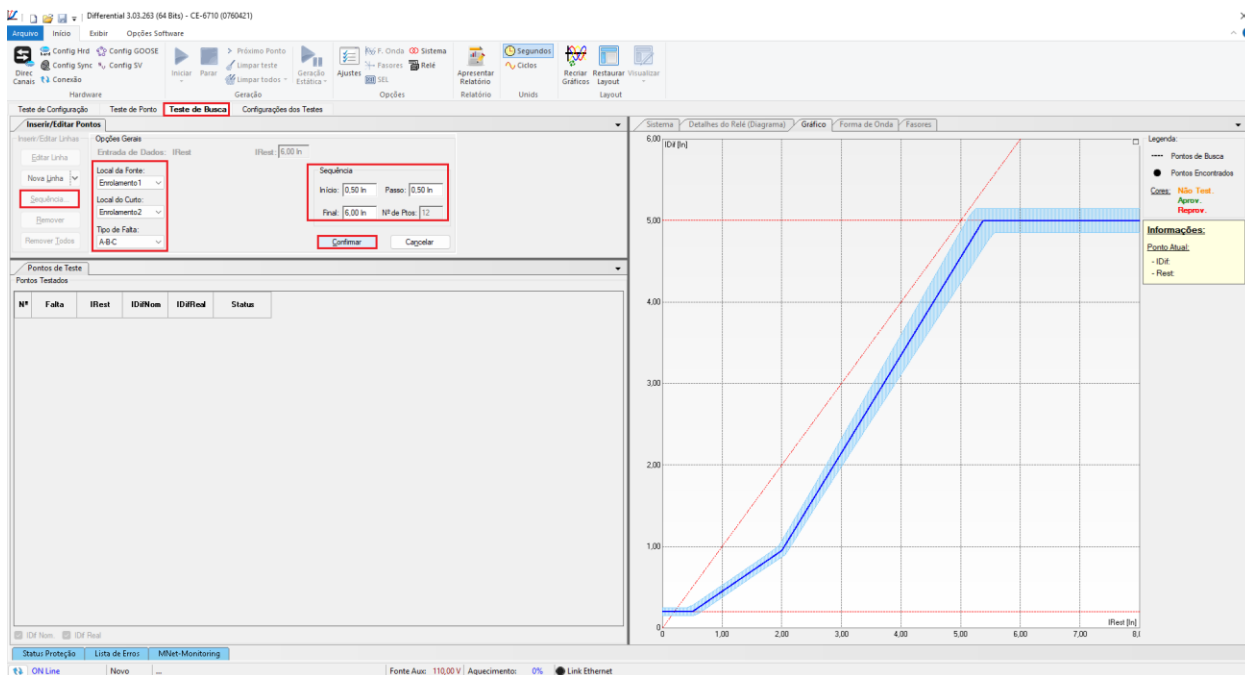 Differential 3.03.263 (64 Bits) - CE-6710 (0760421)
Arquivo Início Exibir Opções Software
Direc Canais
Config Hrd Config GOOSE
Config Sync Config SV
Conexão
Hardware
Iniciar Parar
Próximo Ponto
Limpar teste
Limpar todos
Geração Estática
Geração
Ajustes
F. Onda Sistema
Fasores Relé
SEL
Opções
Apresentar Relatório
Relatório
Segundos
Ciclos
Unids
Recriar Gráficos
Restaurar Layout
Visualizar
Layout
Teste de Configuração Teste de Ponto Teste de Busca Configurações dos Testes
Inserir/Editar Pontos
Inserir/Editar Linhas
Editar Linha
Nova Linha
Sequência...
Remover
Remover Todos
Opções Gerais
Entrada de Dados: IRest IRest: 6,00 In
Local da Fonte:
Enrolamento1
Local do Curto:
Enrolamento2
Tipo de Falta:
A-B-C
Sequência
Início: 0,50 In Passo: 0,50 In
Final: 6,00 In Nº de Ptos: 12
Confirmar Cancelar
Pontos de Teste
Pontos Testados
Nº Falta IRest IDifNom IDifReal Status
IDif Nom. IDif Real
Sistema Detalhes do Relé (Diagrama) Gráfico Forma de Onda Fasores
6,00
IDif [In]
5,00
4,00
3,00
2,00
1,00
0
IRest [In]
0 1,00 2,00 3,00 4,00 5,00 6,00 7,00 8,(
Legenda:
Pontos de Busca
Pontos Encontrados
Cores: Não Test.
Aprov.
Reprov.
Informações:
Ponto Atual:
- IDif:
- Rest:
Status Proteção Lista de Erros MNet-Monitoring
ON Line Novo ... Fonte Aux: 110,00 V Aquecimento: 0% Link Ethernet